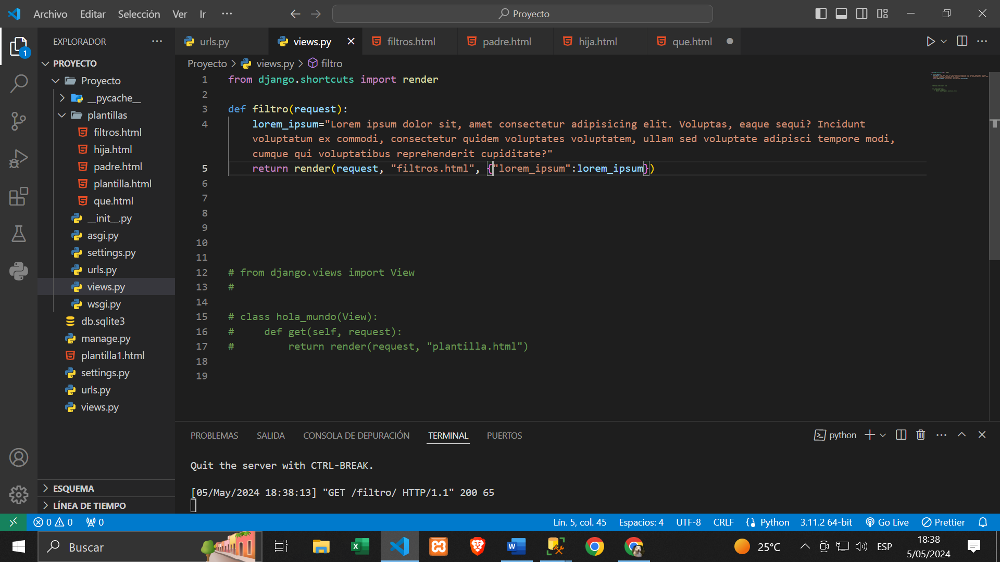 Archivo Editar Selección Ver Ir ··· Proyecto
EXPLORADOR ···
PROYECTO
Proyecto
__pycache__
plantillas
filtros.html
hija.html
padre.html
plantilla.html
que.html
__init__.py
asgi.py
settings.py
urls.py
views.py
wsgi.py
db.sqlite3
manage.py
plantilla1.html
settings.py
urls.py
views.py
ESQUEMA
LÍNEA DE TIEMPO
1
urls.py views.py filtros.html padre.html hija.html que.html
Proyecto > views.py > filtro
1 from django.shortcuts import render
2
3 def filtro(request):
4 lorem_ipsum="Lorem ipsum dolor sit, amet consectetur adipisicing elit. Voluptas, eaque sequi? Incidunt
voluptatum ex commodi, consectetur quidem voluptates voluptatem, ullam sed voluptate adipisci tempore modi,
cumque qui voluptatibus reprehenderit cupiditate?"
5 return render(request, "filtros.html", {"lorem_ipsum":lorem_ipsum})
6
7
8
9
10
11
12 # from django.views import View
13 #
14
15 # class hola_mundo(View):
16 #     def get(self, request):
17 #         return render(request, "plantilla.html")
18
19
PROBLEMAS SALIDA CONSOLA DE DEPURACIÓN TERMINAL PUERTOS python
Quit the server with CTRL-BREAK.
[05/May/2024 18:38:13] "GET /filtro/ HTTP/1.1" 200 65
0 0 0 Lín. 5, col. 45 Espacios: 4 UTF-8 CRLF Python 3.11.2 64-bit Go Live Prettier
Buscar 25°C ESP 18:38
5/05/2024